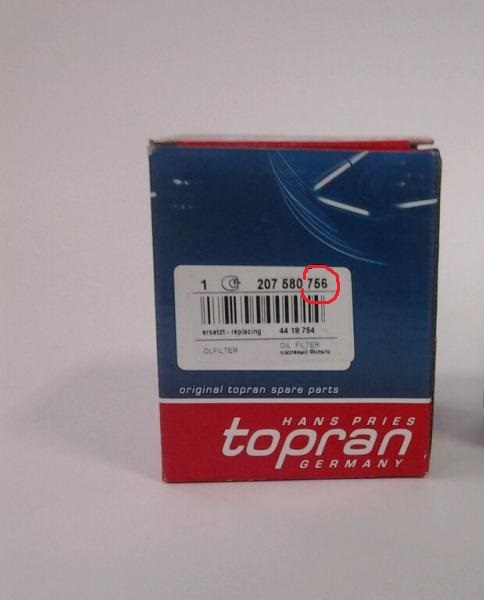 1 207 580 756
ersetzt - replacing 44 18 754
ÖLFILTER OIL FILTER
масляный Фильтр
original topran spare parts
HANS PRIES
topran
GERMANY